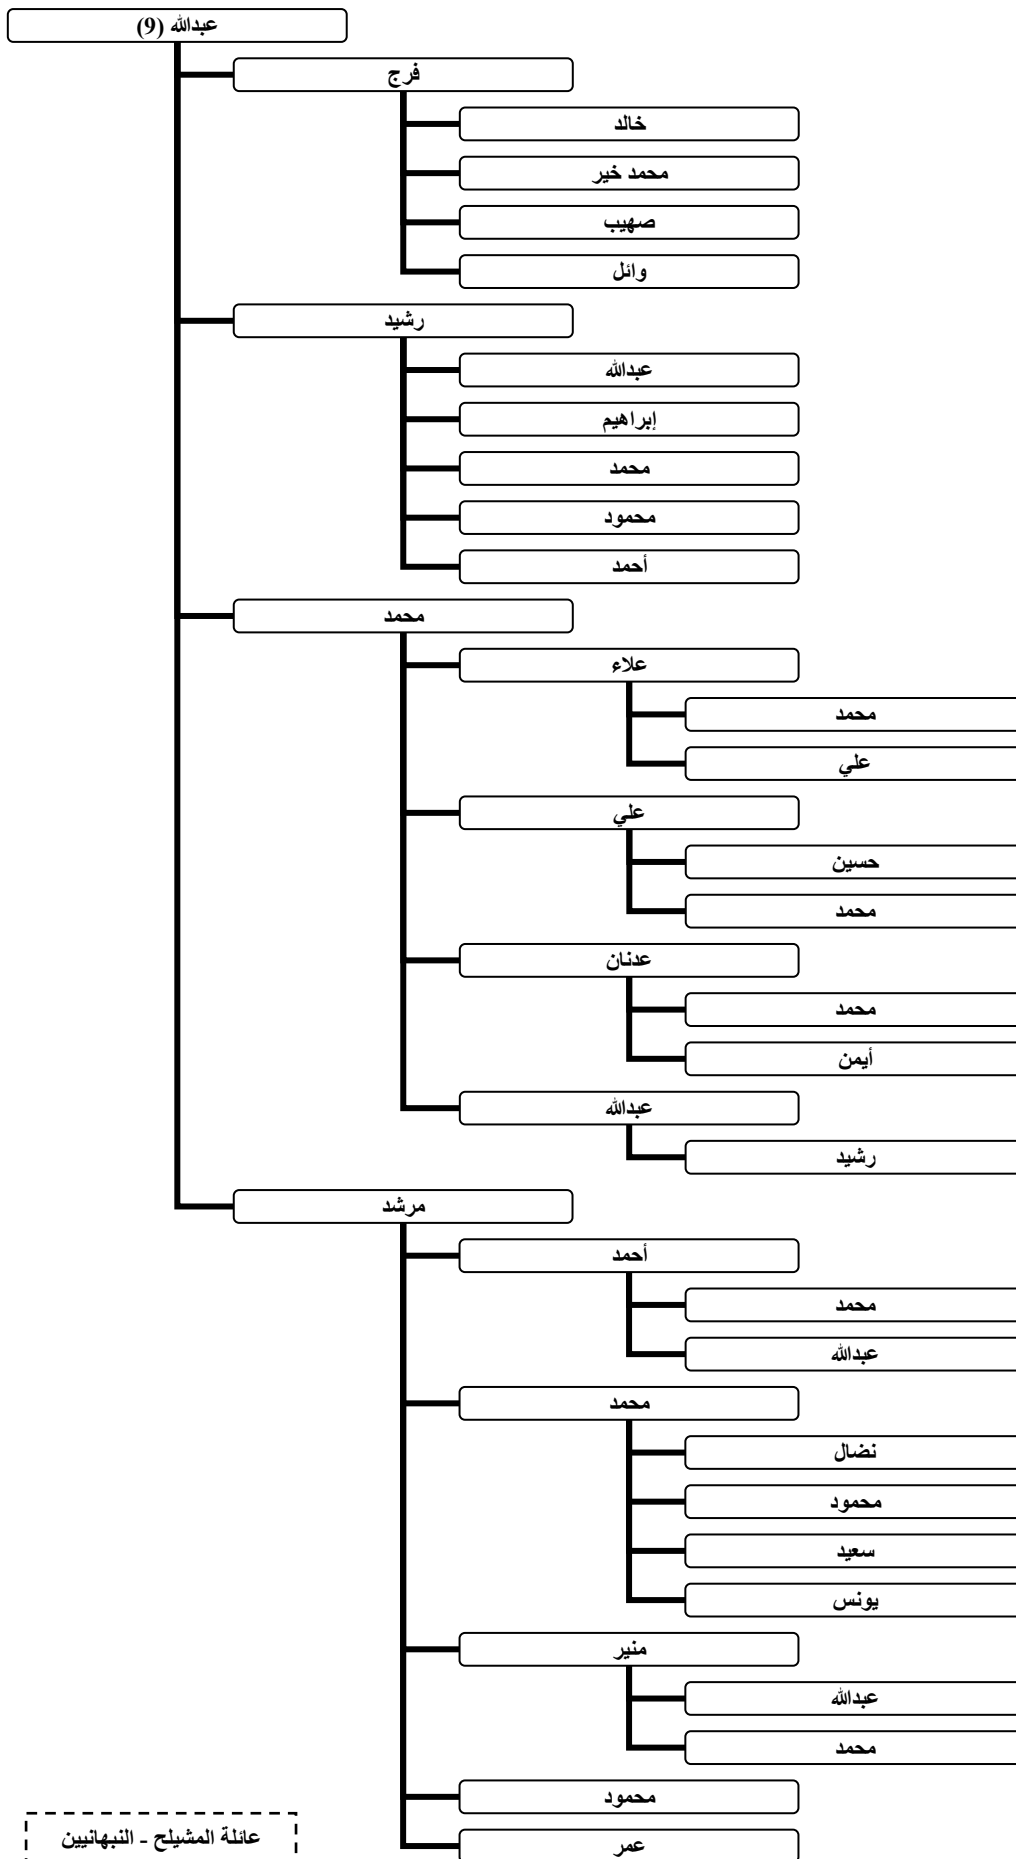 عبدالله (9)
فرج
خالد
محمد خير
صهيب
وائل
رشيد
عبدالله
إبراهيم
محمد
محمود
أحمد
محمد
علاء
محمد
علي
علي
حسين
محمد
عدنان
محمد
أيمن
عبدالله
رشيد
مرشد
أحمد
محمد
عبدالله
محمد
نضال
محمود
سعيد
يونس
منير
عبدالله
محمد
محمود
عمر
عائلة المشيلح - النبهانيين